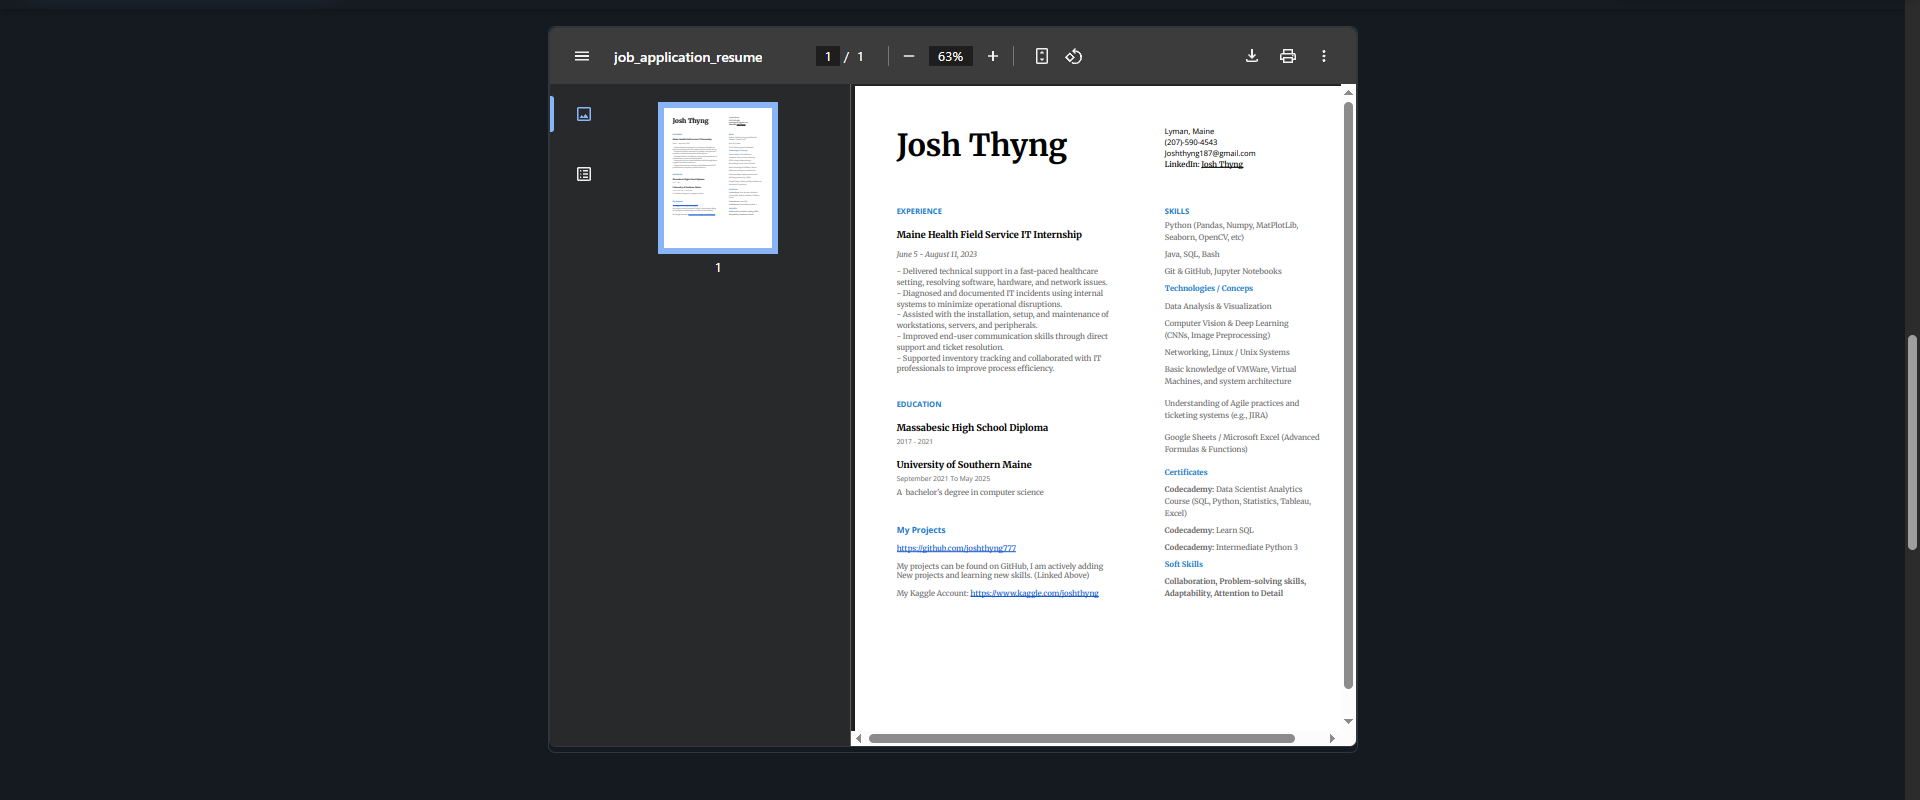 job_application_resume
1 / 1
63%
1
Josh Thyng
Lyman, Maine
(207)-590-4543
Joshthyng187@gmail.com
LinkedIn: Josh Thyng
EXPERIENCE
Maine Health Field Service IT Internship
June 5 - August 11, 2023
- Delivered technical support in a fast-paced healthcare
setting, resolving software, hardware, and network issues.
- Diagnosed and documented IT incidents using internal
systems to minimize operational disruptions.
- Assisted with the installation, setup, and maintenance of
workstations, servers, and peripherals.
- Improved end-user communication skills through direct
support and ticket resolution.
- Supported inventory tracking and collaborated with IT
professionals to improve process efficiency.
EDUCATION
Massabesic High School Diploma
2017 - 2021
University of Southern Maine
September 2021 To May 2025
A  bachelor's degree in computer science
My Projects
https://github.com/joshthyng777
My projects can be found on GitHub, I am actively adding
New projects and learning new skills. (Linked Above)
My Kaggle Account: https://www.kaggle.com/joshthyng
SKILLS
Python (Pandas, Numpy, MatPlotLib,
Seaborn, OpenCV, etc)
Java, SQL, Bash
Git & GitHub, Jupyter Notebooks
Technologies / Conceps
Data Analysis & Visualization
Computer Vision & Deep Learning
(CNNs, Image Preprocessing)
Networking, Linux / Unix Systems
Basic knowledge of VMWare, Virtual
Machines, and system architecture
Understanding of Agile practices and
ticketing systems (e.g., JIRA)
Google Sheets / Microsoft Excel (Advanced
Formulas & Functions)
Certificates
Codecademy: Data Scientist Analytics
Course (SQL, Python, Statistics, Tableau,
Excel)
Codecademy: Learn SQL
Codecademy: Intermediate Python 3
Soft Skills
Collaboration, Problem-solving skills,
Adaptability, Attention to Detail